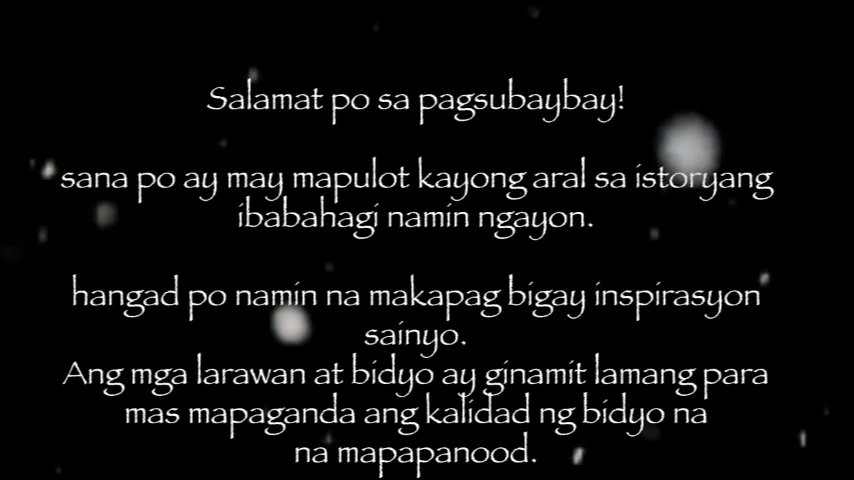 Salamat po sa pagsubaybay!
sana po ay may mapulot kayong aral sa istoryang
ibabahagi namin ngayon.
hangad po namin na makapag bigay inspirasyon
sainyo.
Ang mga larawan at bidyo ay ginamit lamang para
mas mapaganda ang kalidad ng bidyo na
na mapapanood.